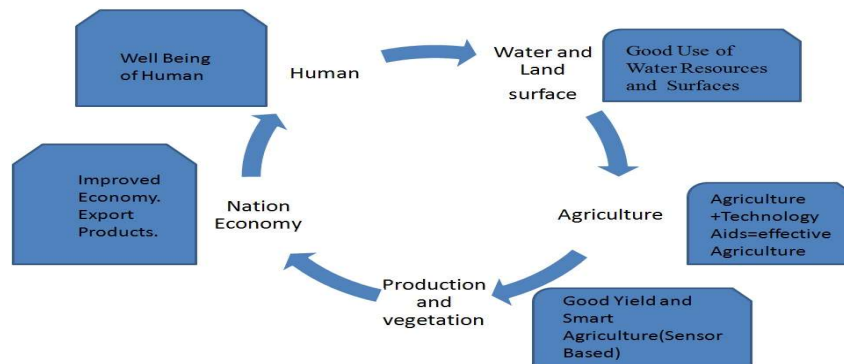 Well Being
of Human
Human
Water and
Land
surface
Good Use of
Water Resources
and Surfaces
Improved
Economy.
Export
Products.
Nation
Economy
Agriculture
Agriculture
+Technology
Aids=effective
Agriculture
Production
and
vegetation
Good Yield and
Smart
Agriculture(Sensor
Based)